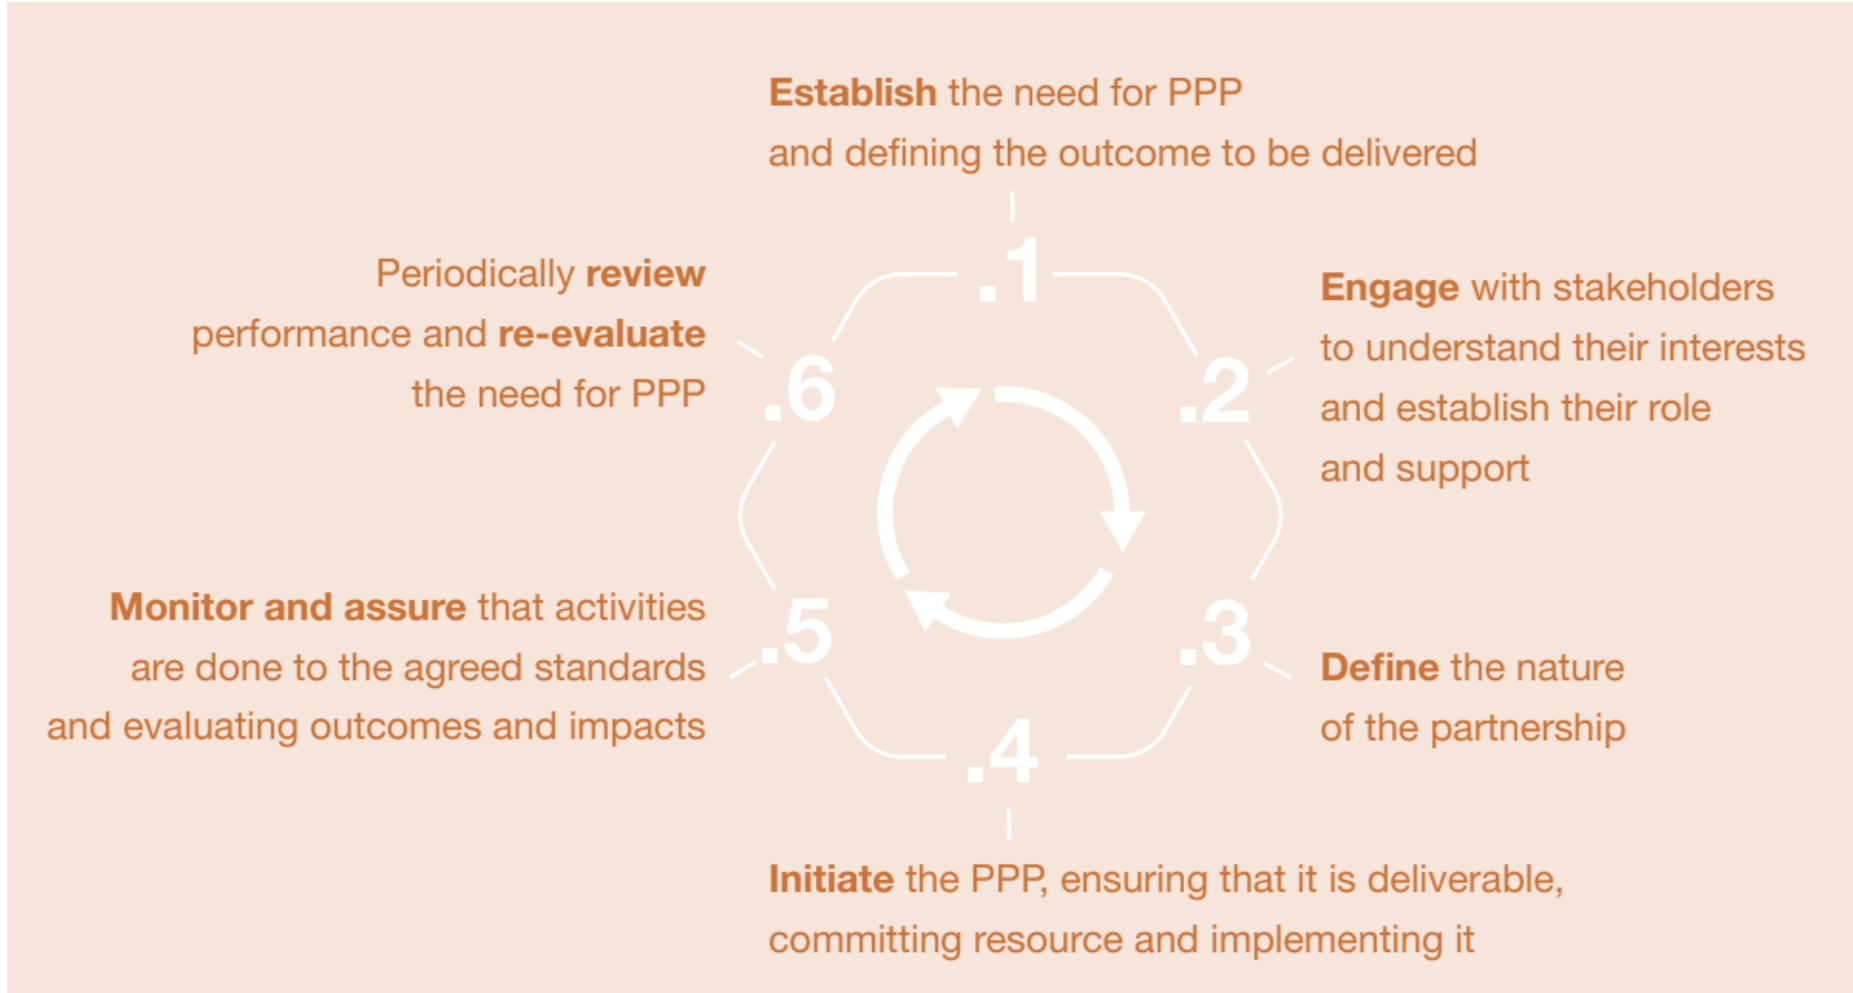 Establish the need for PPP
and defining the outcome to be delivered
.1
Engage with stakeholders
to understand their interests
and establish their role
and support
.2
Define the nature
of the partnership
.3
.4
Initiate the PPP, ensuring that it is deliverable,
committing resource and implementing it
.5
Monitor and assure that activities
are done to the agreed standards
and evaluating outcomes and impacts
.6
Periodically review
performance and re-evaluate
the need for PPP